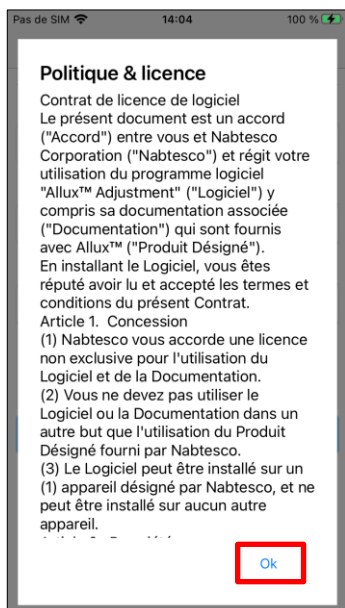 Pas de SIM 14:04 100 %
Politique & licence
Contrat de licence de logiciel
Le présent document est un accord
("Accord") entre vous et Nabtesco
Corporation ("Nabtesco") et régit votre
utilisation du programme logiciel
"Allux™ Adjustment" ("Logiciel") y
compris sa documentation associée
("Documentation") qui sont fournis
avec Allux™ ("Produit Désigné").
En installant le Logiciel, vous êtes
réputé avoir lu et accepté les termes et
conditions du présent Contrat.
Article 1.  Concession
(1) Nabtesco vous accorde une licence
non exclusive pour l'utilisation du
Logiciel et de la Documentation.
(2) Vous ne devez pas utiliser le
Logiciel ou la Documentation dans un
autre but que l'utilisation du Produit
Désigné fourni par Nabtesco.
(3) Le Logiciel peut être installé sur un
(1) appareil désigné par Nabtesco, et ne
peut être installé sur aucun autre
appareil.
Ok